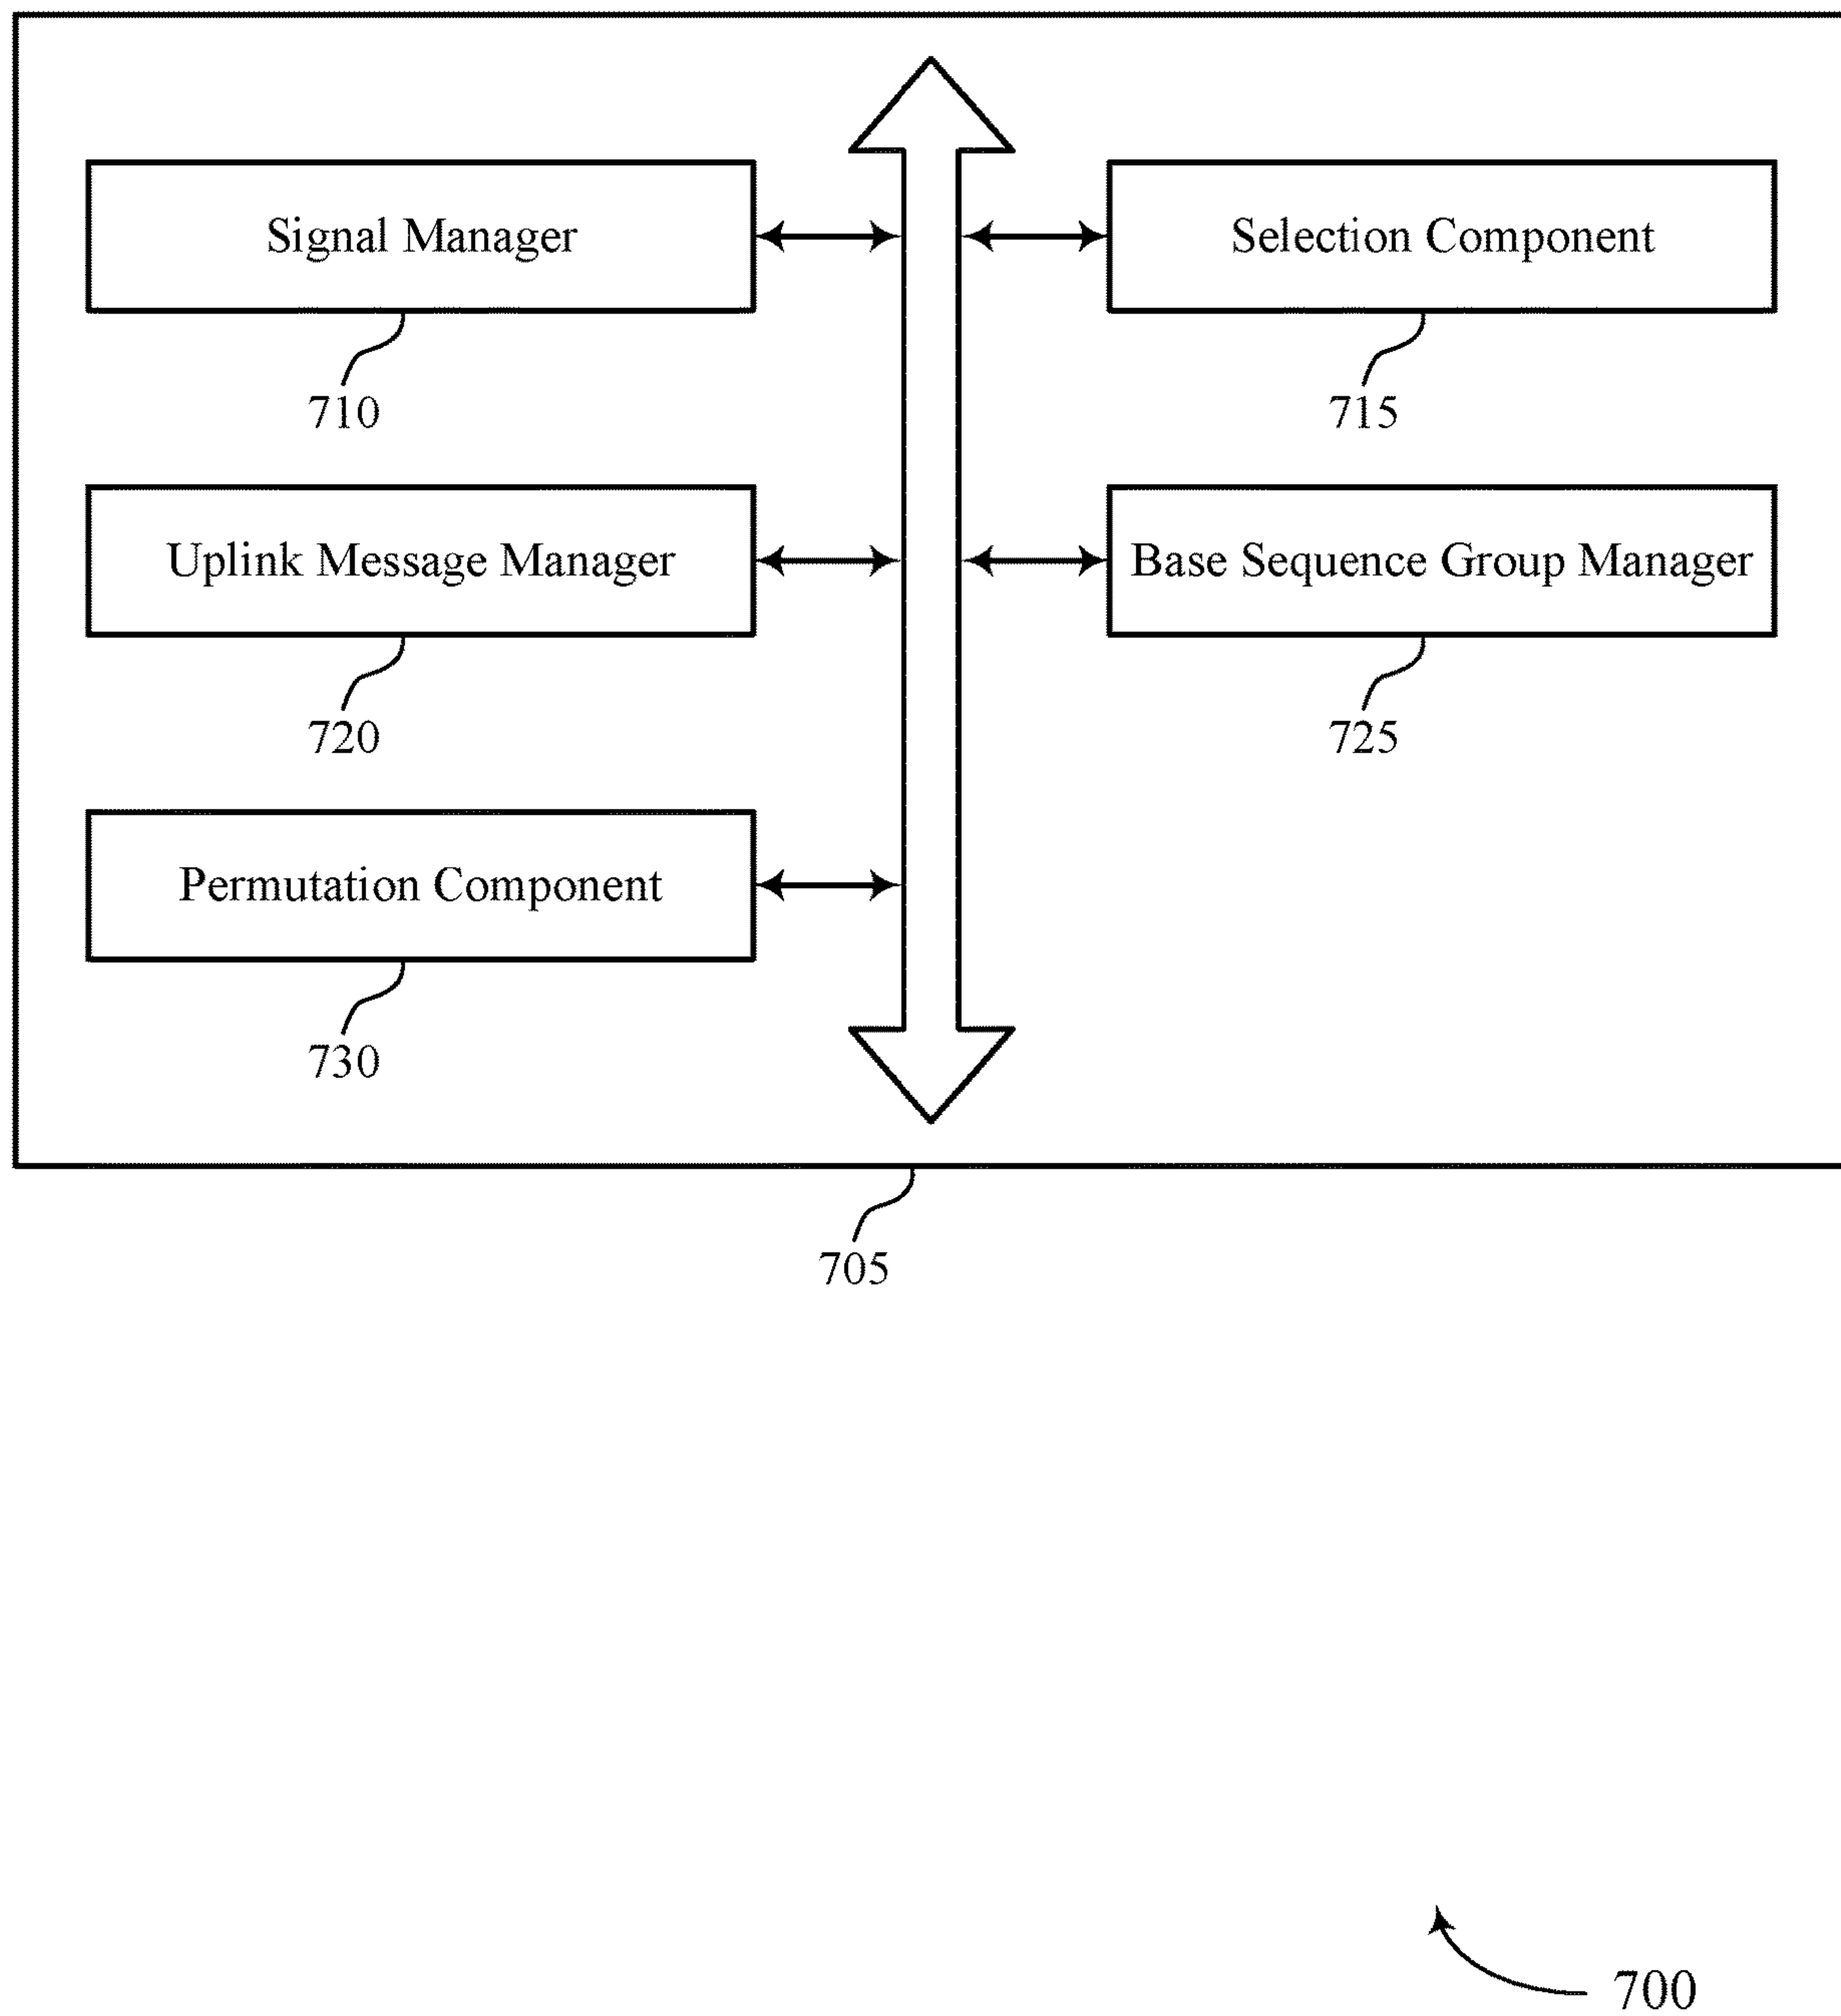 Signal Manager
710
Selection Component
715
Uplink Message Manager
720
Base Sequence Group Manager
725
Permutation Component
730
705
700